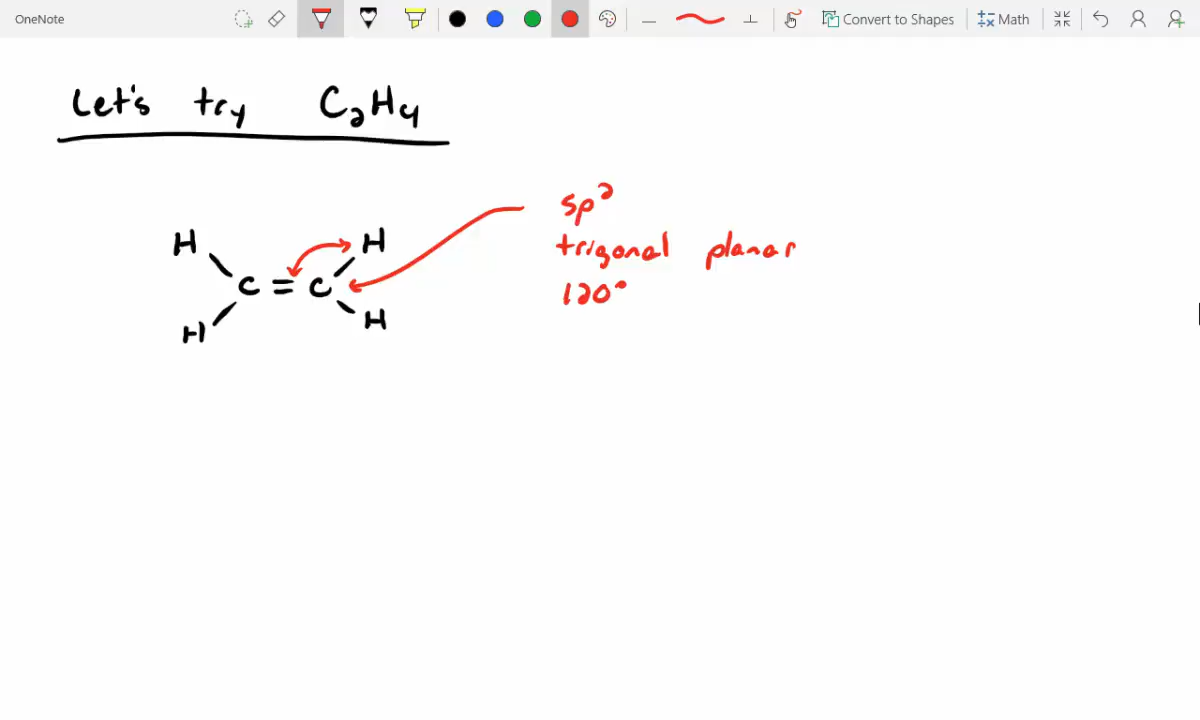 OneNote
Convert to Shapes
Math
Let's try C₂H₄
sp²
H H
trigonal planar
C = C
120°
H H